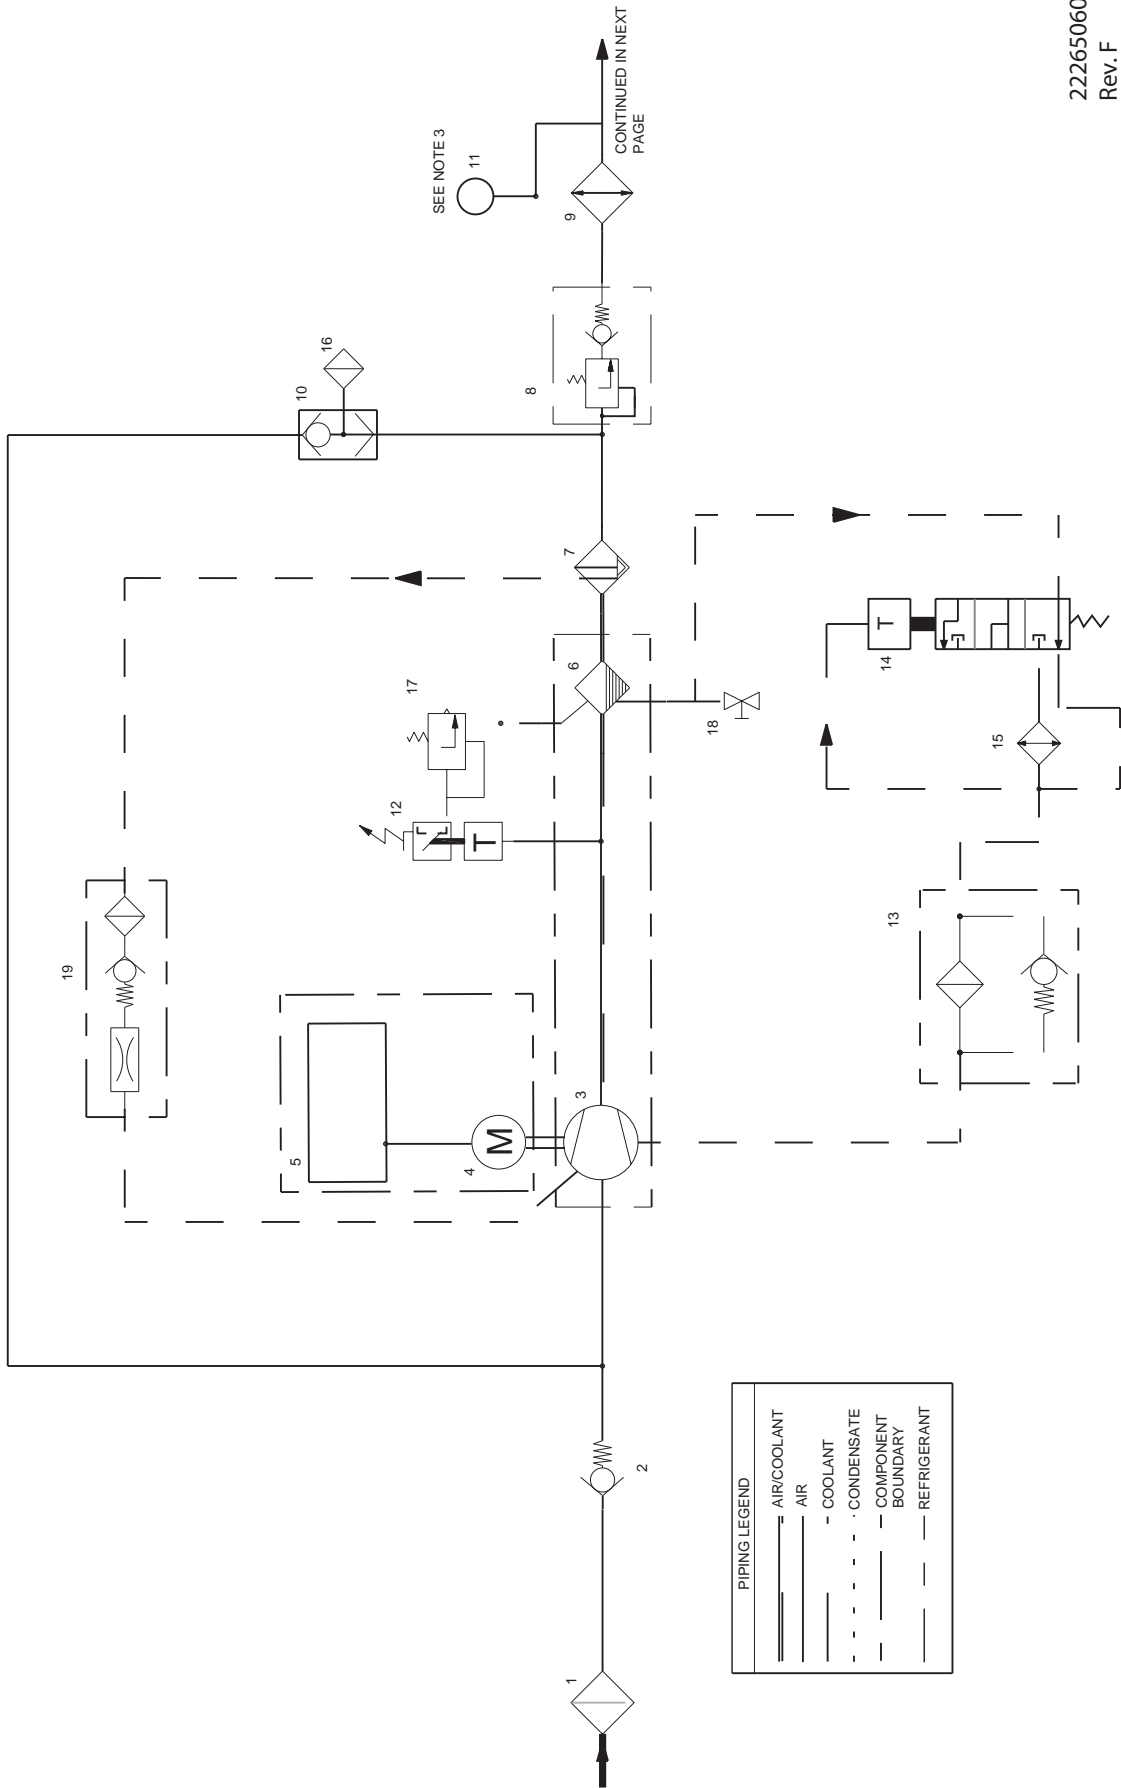 22265060
Rev. F
CONTINUED IN NEXT
PAGE
SEE NOTE 3
11
9
16
10
8
7
6
17
12
18
T
14
15
T
19
13
5
M
4
3
2
1
PIPING LEGEND
AIR/COOLANT
AIR
COOLANT
CONDENSATE
COMPONENT
BOUNDARY
REFRIGERANT